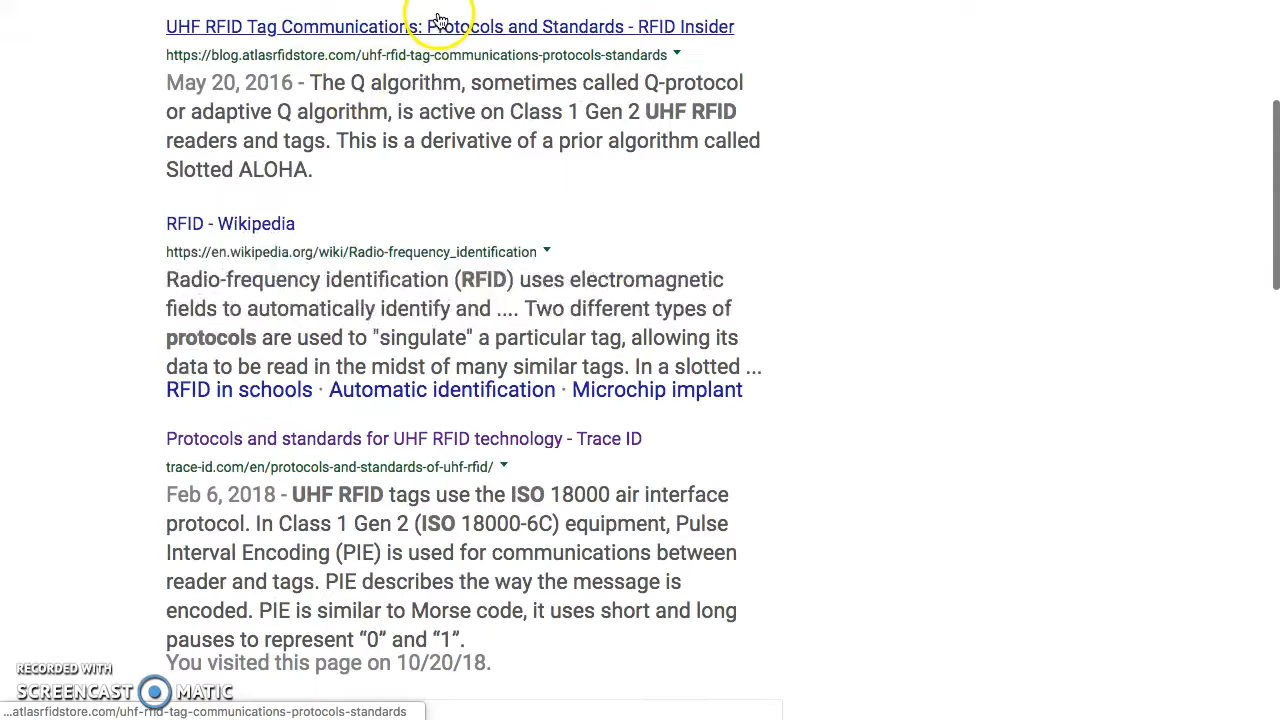 UHF RFID Tag Communications: Protocols and Standards - RFID Insider
https://blog.atlasrfidstore.com/uhf-rfid-tag-communications-protocols-standards
May 20, 2016 - The Q algorithm, sometimes called Q-protocol
or adaptive Q algorithm, is active on Class 1 Gen 2 UHF RFID
readers and tags. This is a derivative of a prior algorithm called
Slotted ALOHA.
RFID - Wikipedia
https://en.wikipedia.org/wiki/Radio-frequency_identification
Radio-frequency identification (RFID) uses electromagnetic
fields to automatically identify and .... Two different types of
protocols are used to "singulate" a particular tag, allowing its
data to be read in the midst of many similar tags. In a slotted ...
RFID in schools · Automatic identification · Microchip implant
Protocols and standards for UHF RFID technology - Trace ID
trace-id.com/en/protocols-and-standards-of-uhf-rfid/
Feb 6, 2018 - UHF RFID tags use the ISO 18000 air interface
protocol. In Class 1 Gen 2 (ISO 18000-6C) equipment, Pulse
Interval Encoding (PIE) is used for communications between
reader and tags. PIE describes the way the message is
encoded. PIE is similar to Morse code, it uses short and long
pauses to represent “0” and “1”.
You visited this page on 10/20/18.
RECORDED WITH
SCREENCAST MATIC
...atlasrfidstore.com/uhf-rfid-tag-communications-protocols-standards